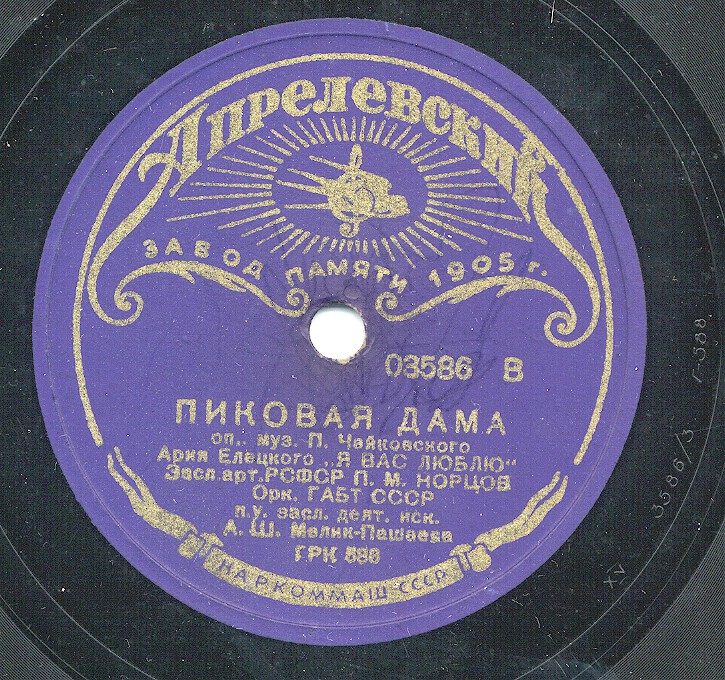 Апрелевский
ЗАВОД ПАМЯТИ 1905 г.
03586 В
ПИКОВАЯ ДАМА
оп., муз. П. Чайковского
Ария Елецкого „Я ВАС ЛЮБЛЮ“
Засл.арт.РСФСР П. М. НОРЦОВ
Орк. ГАБТ СССР
п.у. засл. деят. иск.
А. Ш. Мелик-Пашаева
ГРК 588
НАРКОММАШ СССР
3586/3 Г-588
XV